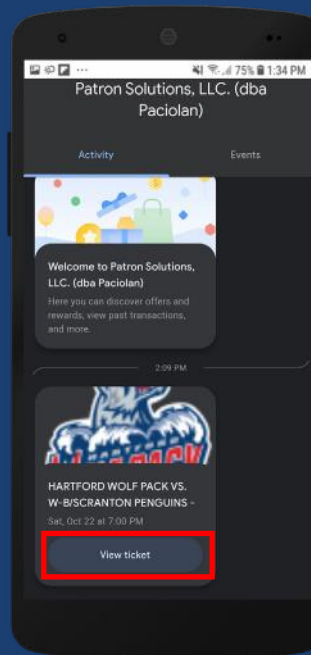 75% 1:34 PM
Patron Solutions, LLC. (dba
Paciolan)
Activity Events
Welcome to Patron Solutions,
LLC. (dba Paciolan)
Here you can discover offers and
rewards, view past transactions,
and more.
2:09 PM
PACK
HARTFORD WOLF PACK VS.
W-B/SCRANTON PENGUINS -
Sat, Oct 22 at 7:00 PM
View ticket